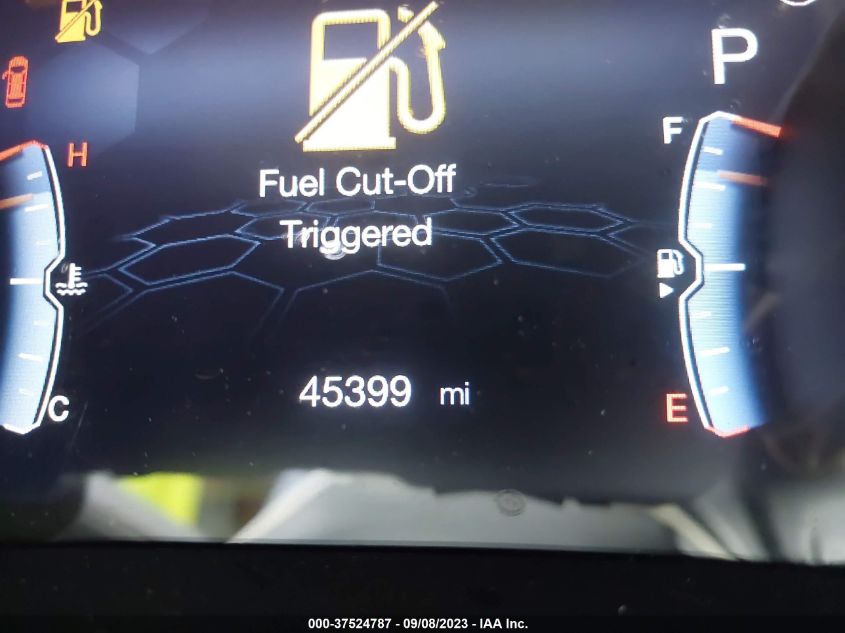 P
H
F
Fuel Cut-Off
Triggered
45399 mi
C
E
000-37524787 - 09/08/2023 - IAA Inc.